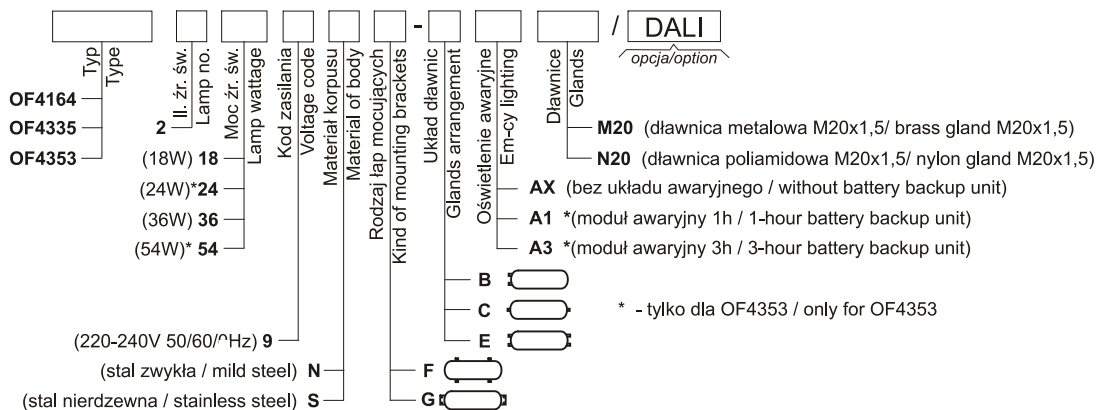 - / DALI
opcja/option
Typ
Type
Il. źr. św.
Lamp no.
Moc źr. św.
Lamp wattage
Kod zasilania
Voltage code
Materiał korpusu
Material of body
Rodzaj łap mocujących
Kind of mounting brackets
Układ dławnic
Glands arrangement
Oświetlenie awaryjne
Em-cy lighting
Dławnice
Glands
OF4164
OF4335
OF4353
2
(18W) 18
(24W)* 24
(36W) 36
(54W)* 54
M20 (dławnica metalowa M20x1,5/ brass gland M20x1,5)
N20 (dławnica poliamidowa M20x1,5/ nylon gland M20x1,5)
AX (bez układu awaryjnego / without battery backup unit)
A1 *(moduł awaryjny 1h / 1-hour battery backup unit)
A3 *(moduł awaryjny 3h / 3-hour battery backup unit)
B
C
E
* - tylko dla OF4353 / only for OF4353
(220-240V 50/60/ Hz) 9
(stal zwykła / mild steel) N
(stal nierdzewna / stainless steel) S
F
G